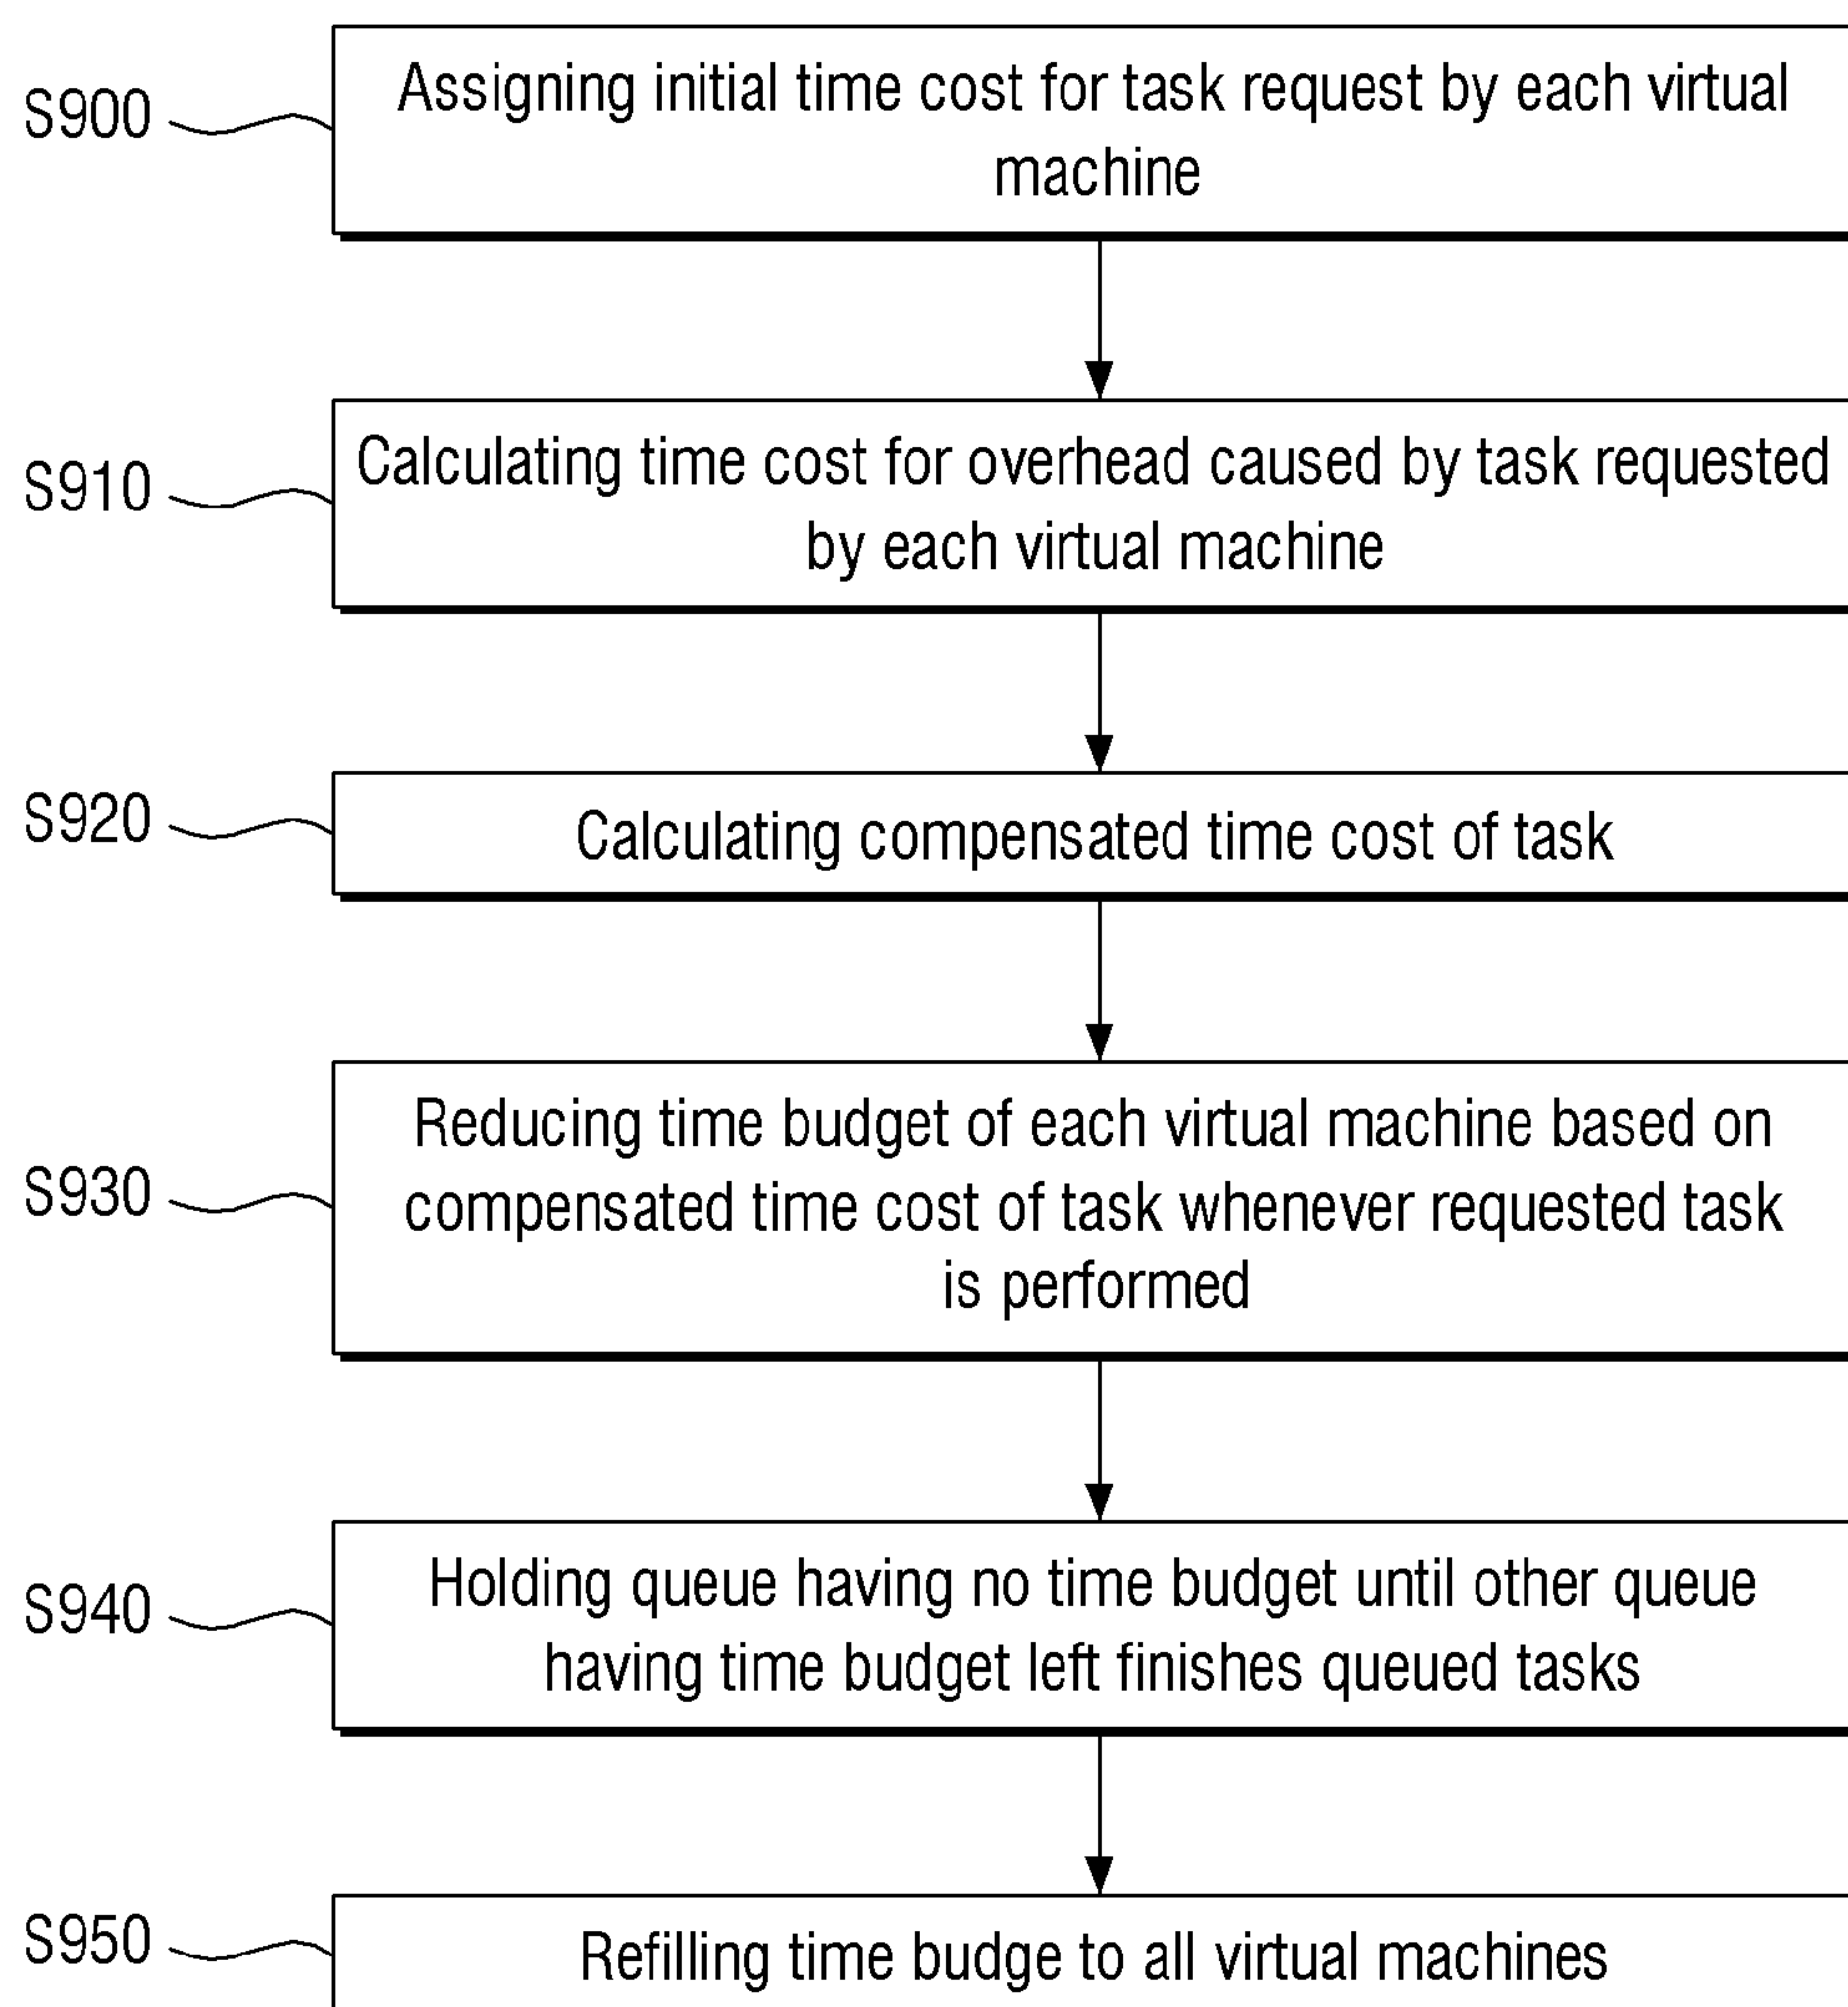 S900
Assigning initial time cost for task request by each virtual
machine
S910
Calculating time cost for overhead caused by task requested
by each virtual machine
S920
Calculating compensated time cost of task
S930
Reducing time budget of each virtual machine based on
compensated time cost of task whenever requested task
is performed
S940
Holding queue having no time budget until other queue
having time budget left finishes queued tasks
S950
Refilling time budge to all virtual machines